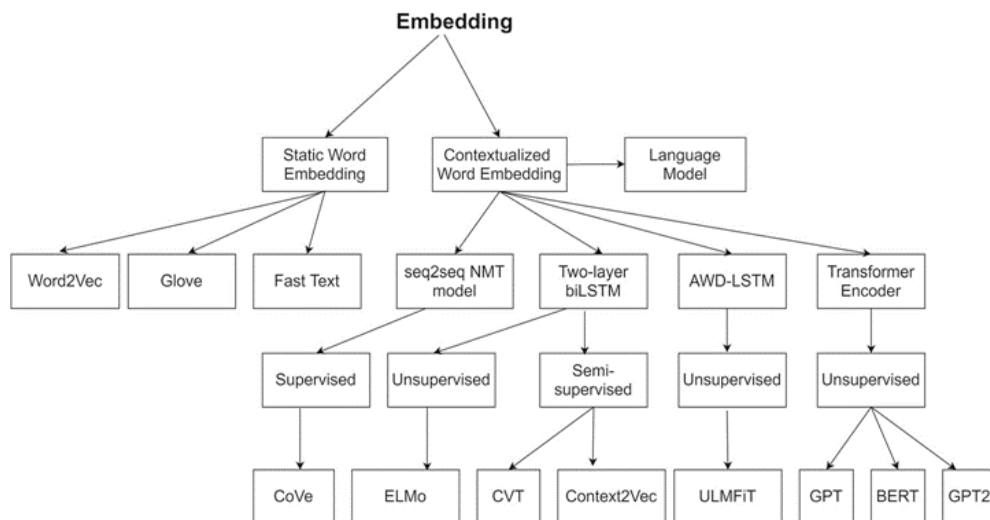 Embedding
Static Word
Embedding
Contextualized
Word Embedding
Language
Model
Word2Vec
Glove
Fast Text
seq2seq NMT
model
Two-layer
biLSTM
AWD-LSTM
Transformer
Encoder
Supervised
Unsupervised
Semi-
supervised
Unsupervised
Unsupervised
CoVe
ELMo
CVT
Context2Vec
ULMFiT
GPT
BERT
GPT2